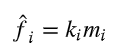 f̂ᵢ = kᵢmᵢ